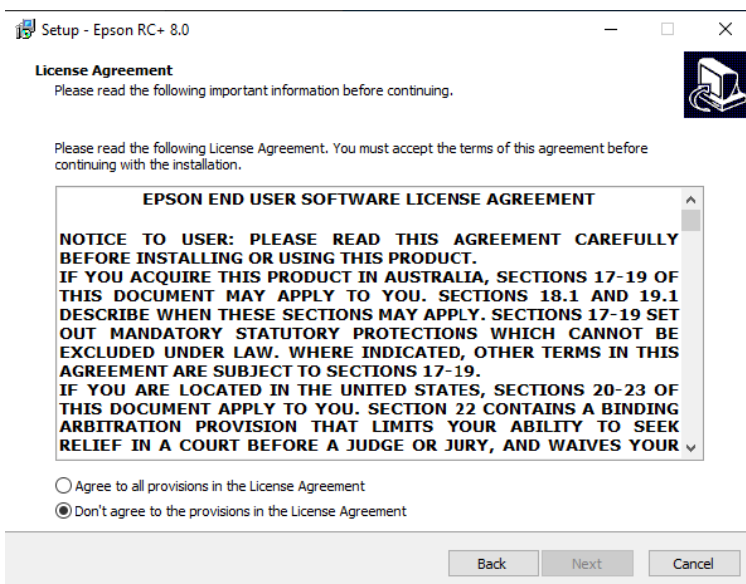 Setup - Epson RC+ 8.0
License Agreement
Please read the following important information before continuing.
Please read the following License Agreement. You must accept the terms of this agreement before
continuing with the installation.
EPSON END USER SOFTWARE LICENSE AGREEMENT
NOTICE TO USER: PLEASE READ THIS AGREEMENT CAREFULLY
BEFORE INSTALLING OR USING THIS PRODUCT.
IF YOU ACQUIRE THIS PRODUCT IN AUSTRALIA, SECTIONS 17-19 OF
THIS DOCUMENT MAY APPLY TO YOU. SECTIONS 18.1 AND 19.1
DESCRIBE WHEN THESE SECTIONS MAY APPLY. SECTIONS 17-19 SET
OUT MANDATORY STATUTORY PROTECTIONS WHICH CANNOT BE
EXCLUDED UNDER LAW. WHERE INDICATED, OTHER TERMS IN THIS
AGREEMENT ARE SUBJECT TO SECTIONS 17-19.
IF YOU ARE LOCATED IN THE UNITED STATES, SECTIONS 20-23 OF
THIS DOCUMENT APPLY TO YOU. SECTION 22 CONTAINS A BINDING
ARBITRATION PROVISION THAT LIMITS YOUR ABILITY TO SEEK
RELIEF IN A COURT BEFORE A JUDGE OR JURY, AND WAIVES YOUR
Agree to all provisions in the License Agreement
Don't agree to the provisions in the License Agreement
Back
Next
Cancel